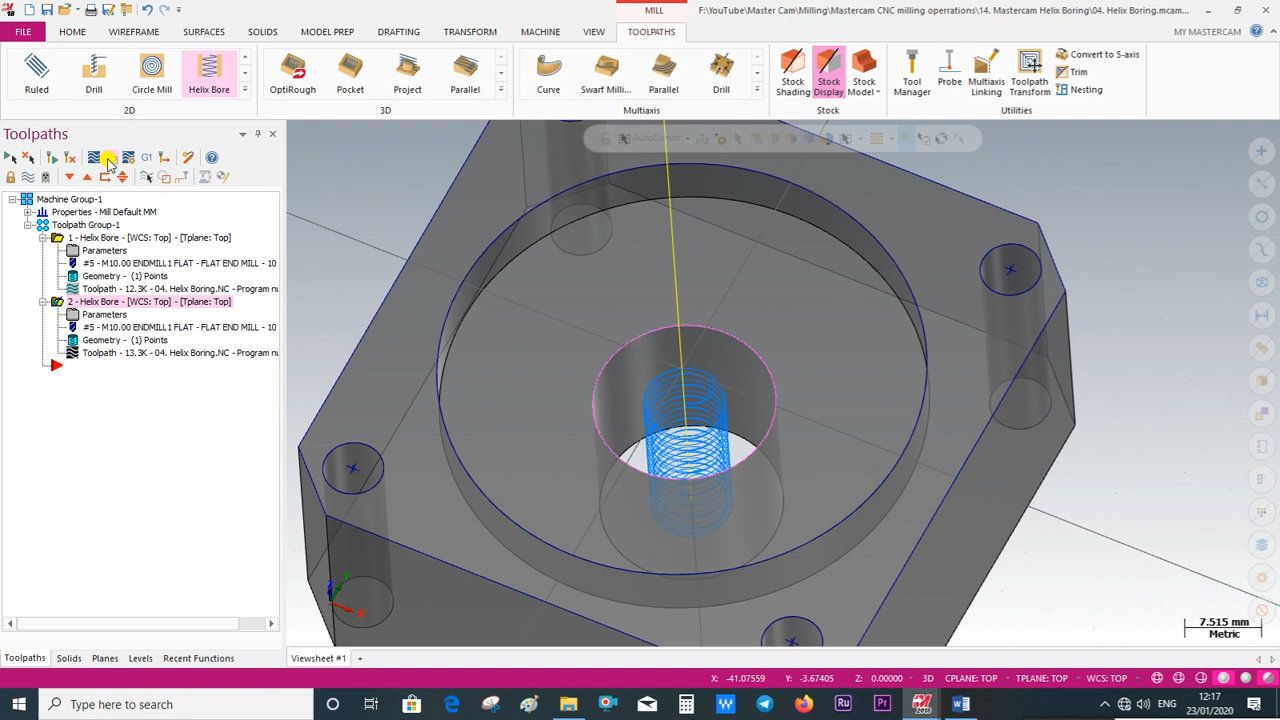 MILL
F:\YouTube\Master Cam\Milling\Mastercam CNC milling operrations\14. Mastercam Helix Boring\04. Helix Boring.mcam...
FILE HOME WIREFRAME SURFACES SOLIDS MODEL PREP DRAFTING TRANSFORM MACHINE VIEW TOOLPATHS MY MASTERCAM
Ruled Drill Circle Mill Helix Bore
OptiRough Pocket Project Parallel
Curve Swarf Milli... Parallel Drill
Stock Shading
Stock Display
Stock Model
Tool Manager
Probe
Multiaxis Linking
Toolpath Transform
Convert to 5-axis
Trim
Nesting
2D 3D Multiaxis Stock Utilities
Toolpaths
AutoCursor
G1
Machine Group-1
Properties - Mill Default MM
Toolpath Group-1
1 - Helix Bore - [WCS: Top] - [Tplane: Top]
Parameters
#5 - M10.00 ENDMILL1 FLAT - FLAT END MILL - 10
Geometry - (1) Points
Toolpath - 12.3K - 04. Helix Boring.NC - Program nu
2 - Helix Bore - [WCS: Top] - [Tplane: Top]
Parameters
#5 - M10.00 ENDMILL1 FLAT - FLAT END MILL - 10
Geometry - (1) Points
Toolpath - 13.3K - 04. Helix Boring.NC - Program nu
7.515 mm
Metric
Toolpaths Solids Planes Levels Recent Functions
Viewsheet #1 +
X: -41.07559 Y: -3.67405 Z: 0.00000 3D CPLANE: TOP TPLANE: TOP WCS: TOP
Type here to search
ENG
12:17
23/01/2020